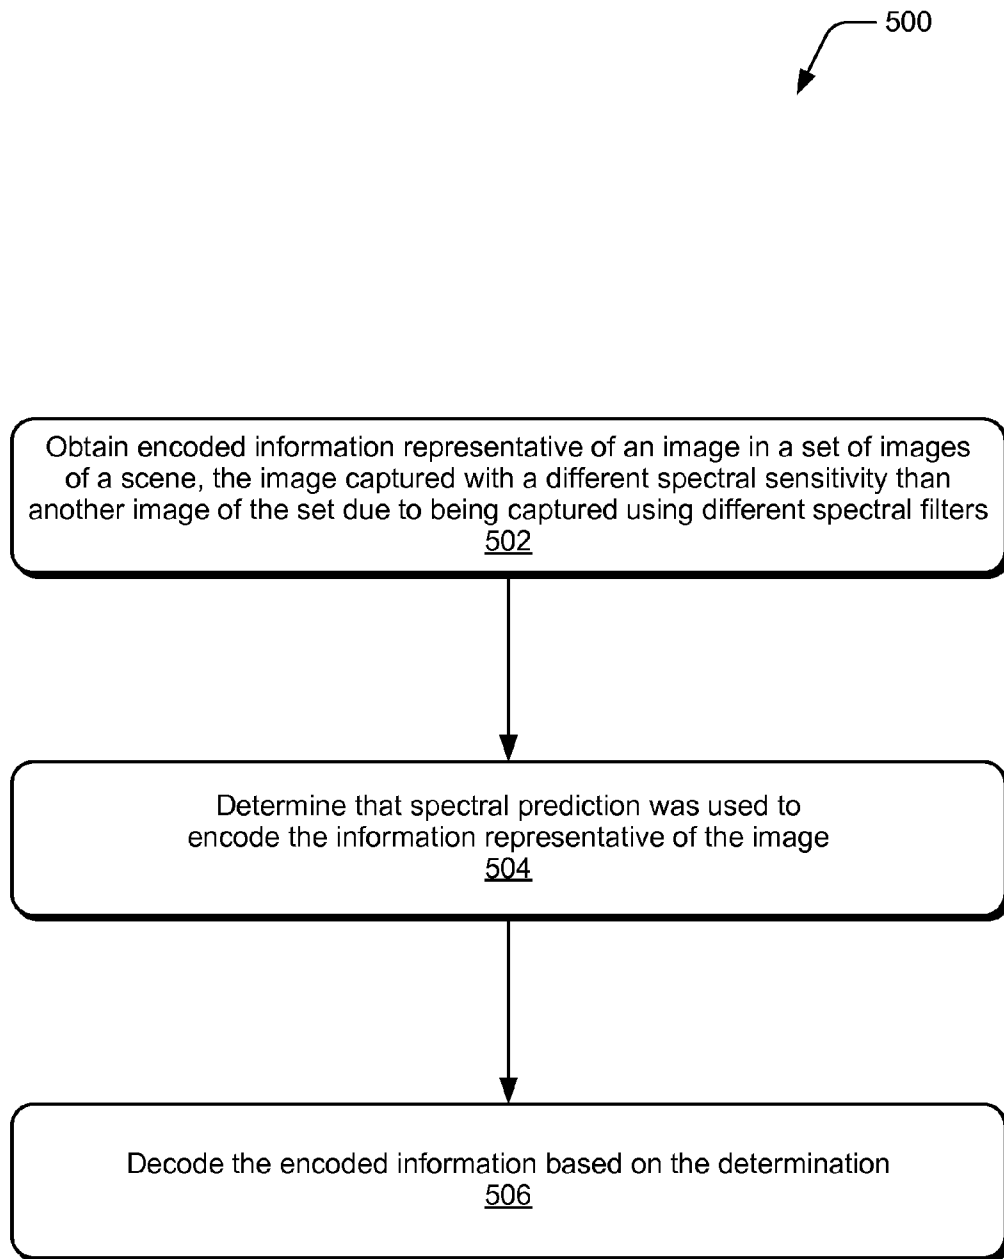 500
Obtain encoded information representative of an image in a set of images
of a scene, the image captured with a different spectral sensitivity than
another image of the set due to being captured using different spectral filters
502
Determine that spectral prediction was used to
encode the information representative of the image
504
Decode the encoded information based on the determination
506